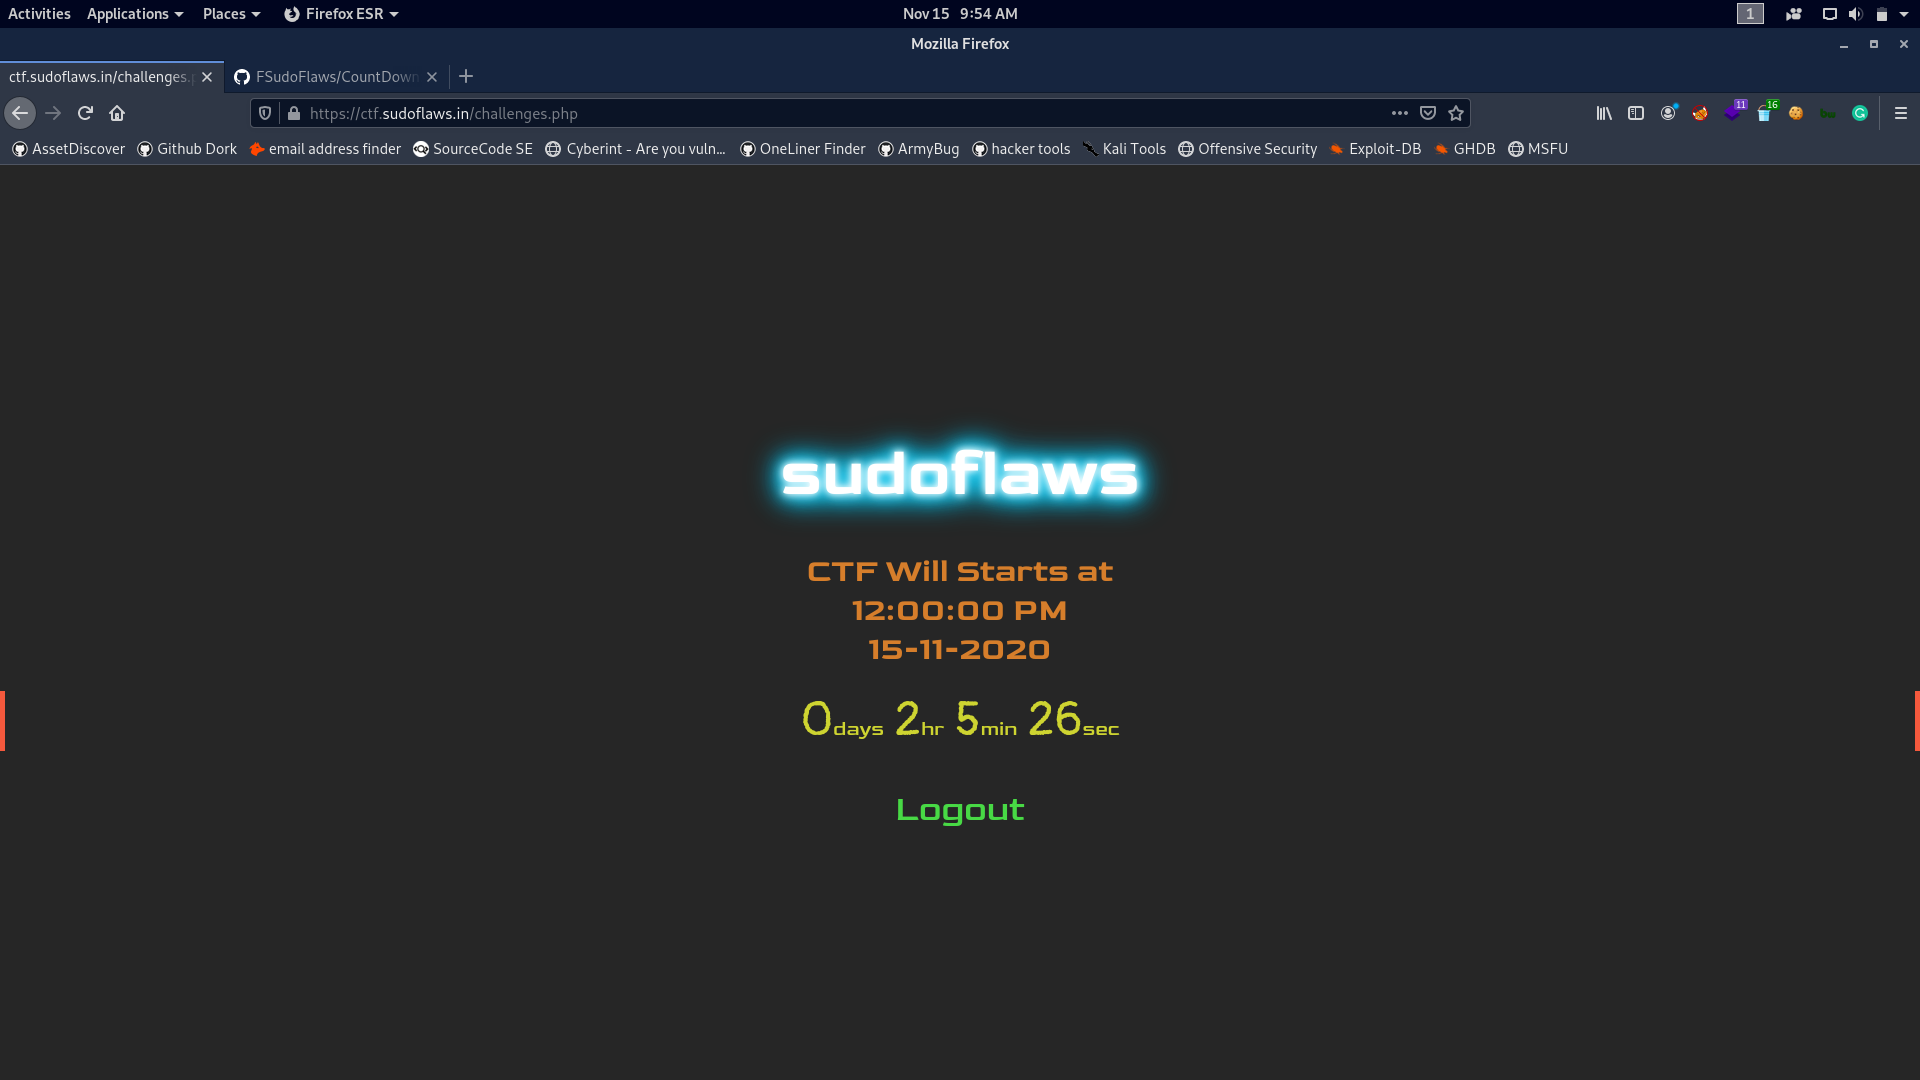 Activities Applications Places Firefox ESR Nov 15 9:54 AM 1
Mozilla Firefox
ctf.sudoflaws.in/challenges.p FSudoFlaws/CountDown
https://ctf.sudoflaws.in/challenges.php 11 16
AssetDiscover Github Dork email address finder SourceCode SE Cyberint - Are you vuln... OneLiner Finder ArmyBug hacker tools Kali Tools Offensive Security Exploit-DB GHDB MSFU
sudoflaws
CTF Will Starts at
12:00:00 PM
15-11-2020
0days 2hr 5min 26sec
Logout